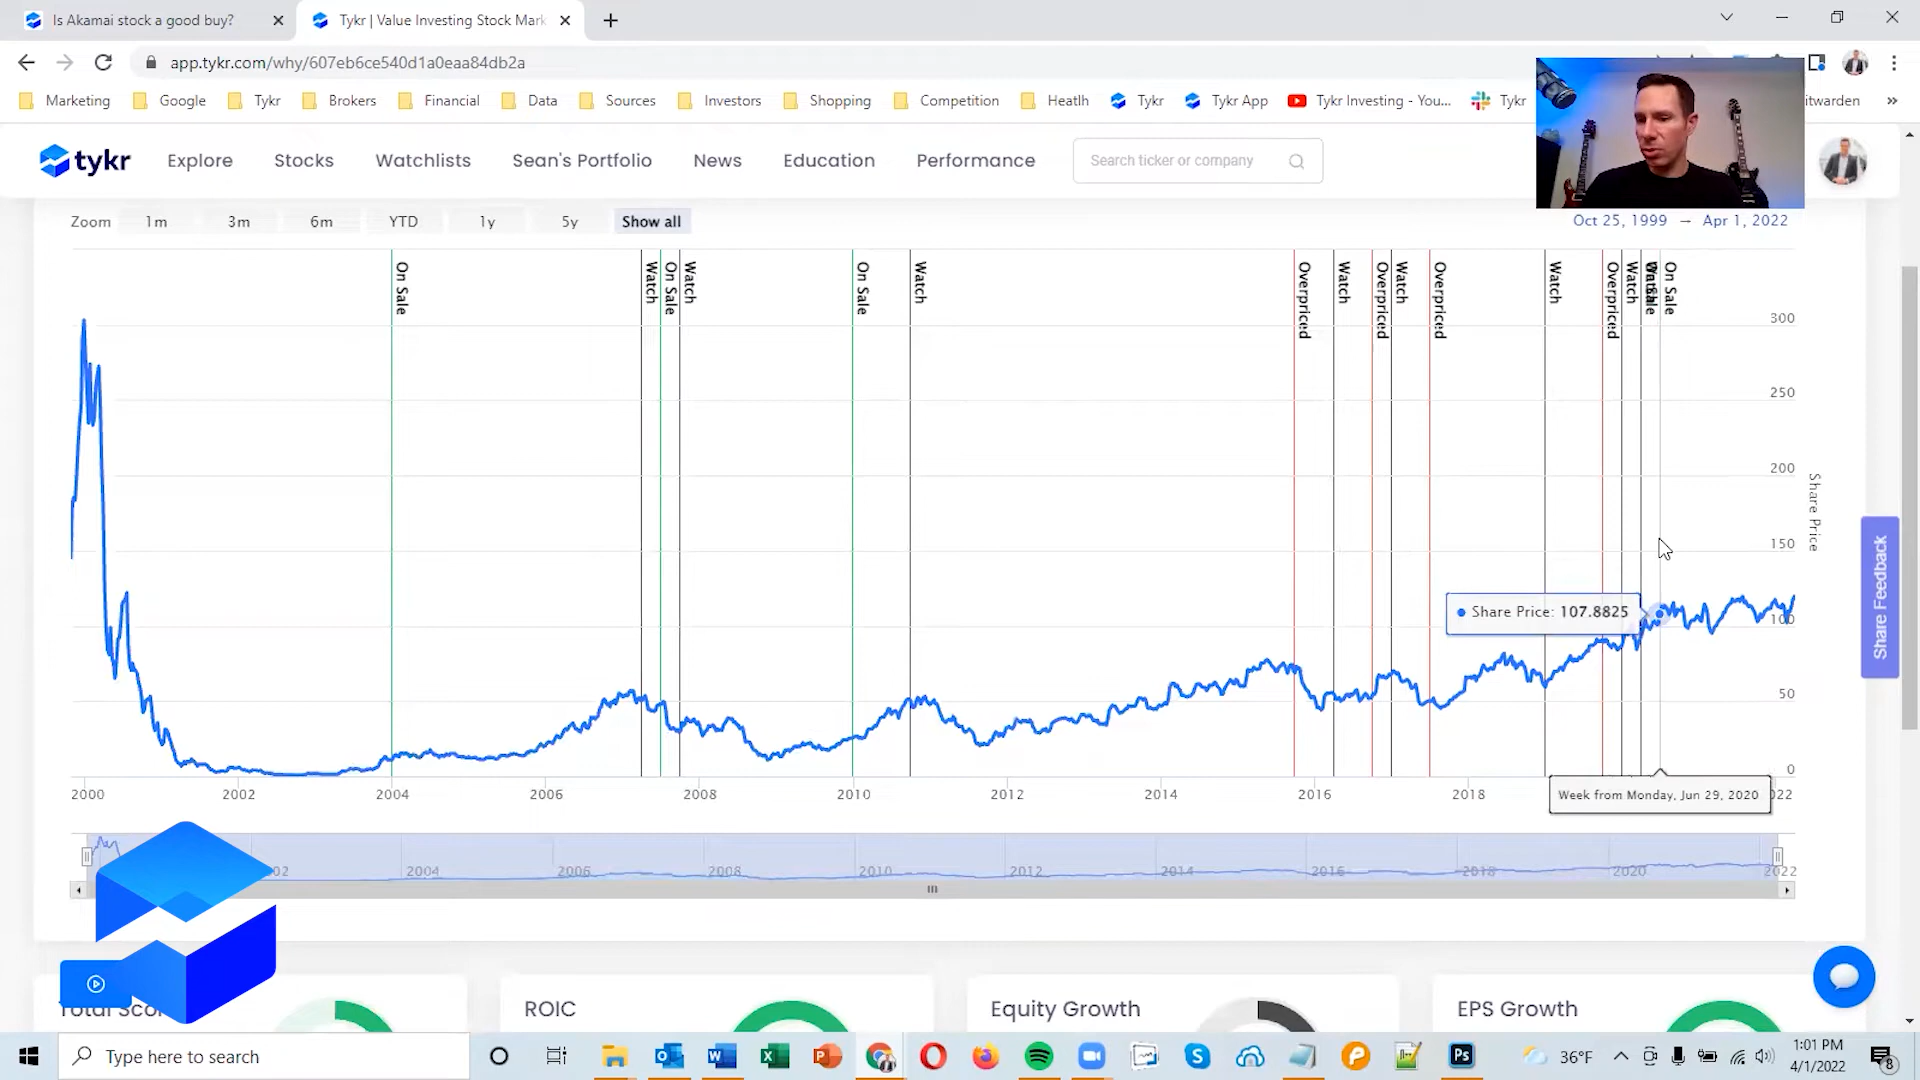 Is Akamai stock a good buy?
Tykr | Value Investing Stock Mark
app.tykr.com/why/607eb6ce540d1a0eaa84db2a
Marketing Google Tykr Brokers Financial Data Sources Investors Shopping Competition Heatlh Tykr Tykr App Tykr Investing - You... Tykr itwarden »
tykr Explore Stocks Watchlists Sean's Portfolio News Education Performance Search ticker or company
Zoom 1m 3m 6m YTD 1y 5y Show all Oct 25, 1999 → Apr 1, 2022
On Sale Watch On Sale Watch On Sale Watch Overpriced Watch Overpriced Watch Overpriced Watch Overpriced Watch On Sale
300
250
200
150
100
50
0
Share Price
Share Price: 107.8825
Share Feedback
2000 2002 2004 2006 2008 2010 2012 2014 2016 2018 022
Week from Monday, Jun 29, 2020
02 2004 2006 2008 2010 2012 2014 2016 2018 2020 2022
Total Sco ROIC Equity Growth EPS Growth
Type here to search
36°F
1:01 PM
4/1/2022
8